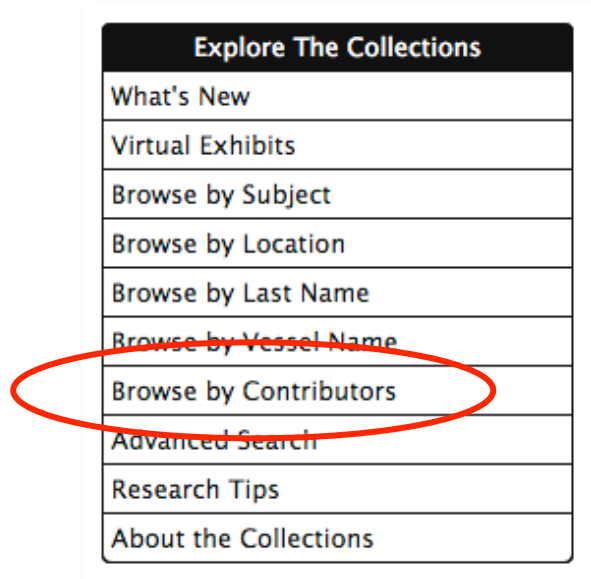 Explore The Collections
What's New
Virtual Exhibits
Browse by Subject
Browse by Location
Browse by Last Name
Browse by Vessel Name
Browse by Contributors
Advanced Search
Research Tips
About the Collections